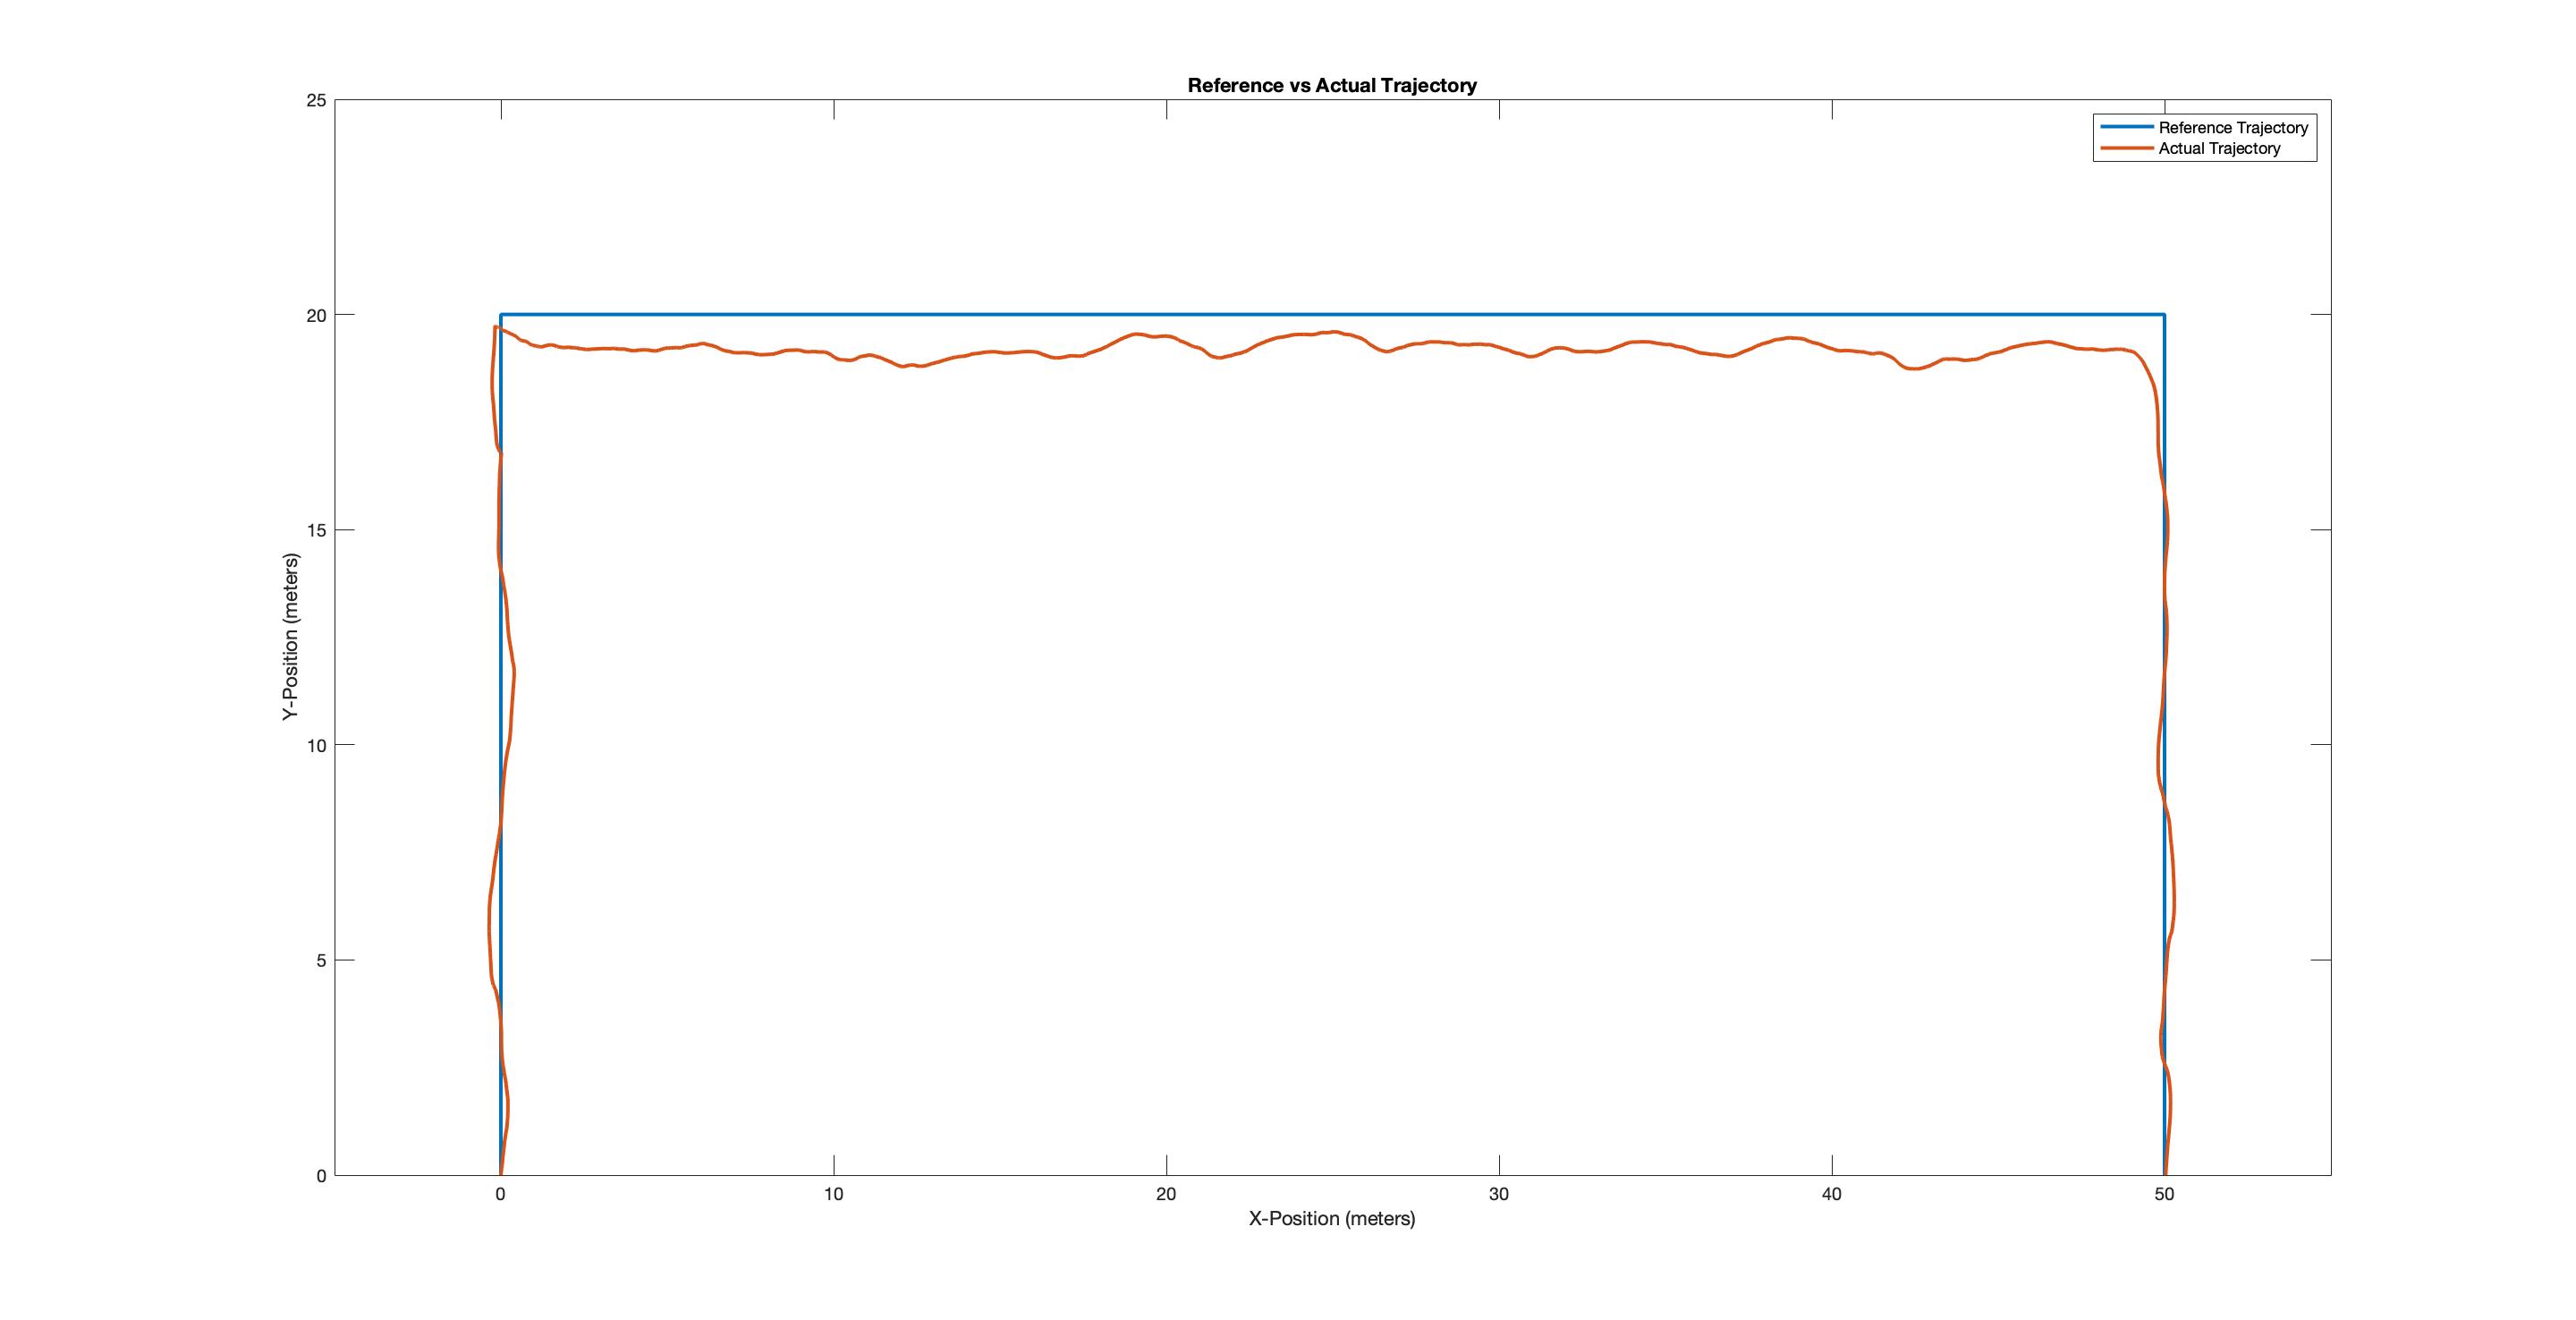 Reference vs Actual Trajectory
Reference Trajectory
Actual Trajectory
25
20
15
10
5
0
Y-Position (meters)
0 10 20 30 40 50
X-Position (meters)